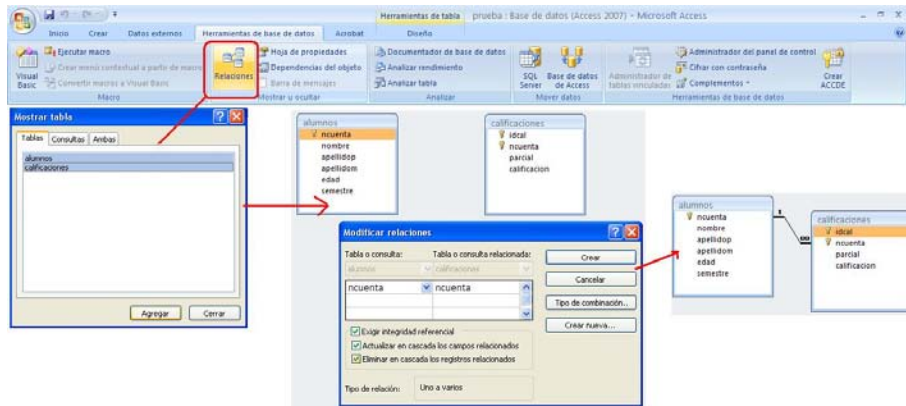 Herramientas de tabla prueba : Base de datos (Access 2007) - Microsoft Access
Inicio Crear Datos externos Herramientas de base de datos Acrobat Diseño
Visual Basic
Ejecutar macro
Crear menú contextual a partir de macro
Convertir macros a Visual Basic
Macro
Relaciones
Hoja de propiedades
Dependencias del objeto
Barra de mensajes
Mostrar u ocultar
Documentador de base de datos
Analizar rendimiento
Analizar tabla
Analizar
SQL Server
Base de datos de Access
Mover datos
Administrador de tablas vinculadas
Administrador del panel de control
Cifrar con contraseña
Complementos
Crear ACCDE
Herramientas de base de datos
Mostrar tabla
Tablas Consultas Ambas
alumnos
calificaciones
Agregar Cerrar
alumnos
ncuenta
nombre
apellidop
apellidom
edad
semestre
calificaciones
idcal
ncuenta
parcial
calificacion
Modificar relaciones
Tabla o consulta: Tabla o consulta relacionada:
alumnos calificaciones
ncuenta ncuenta
Crear
Cancelar
Tipo de combinación..
Crear nueva...
Exigir integridad referencial
Actualizar en cascada los campos relacionados
Eliminar en cascada los registros relacionados
Tipo de relación: Uno a varios
alumnos
ncuenta
nombre
apellidop
apellidom
edad
semestre
1
∞
calificaciones
idcal
ncuenta
parcial
calificacion